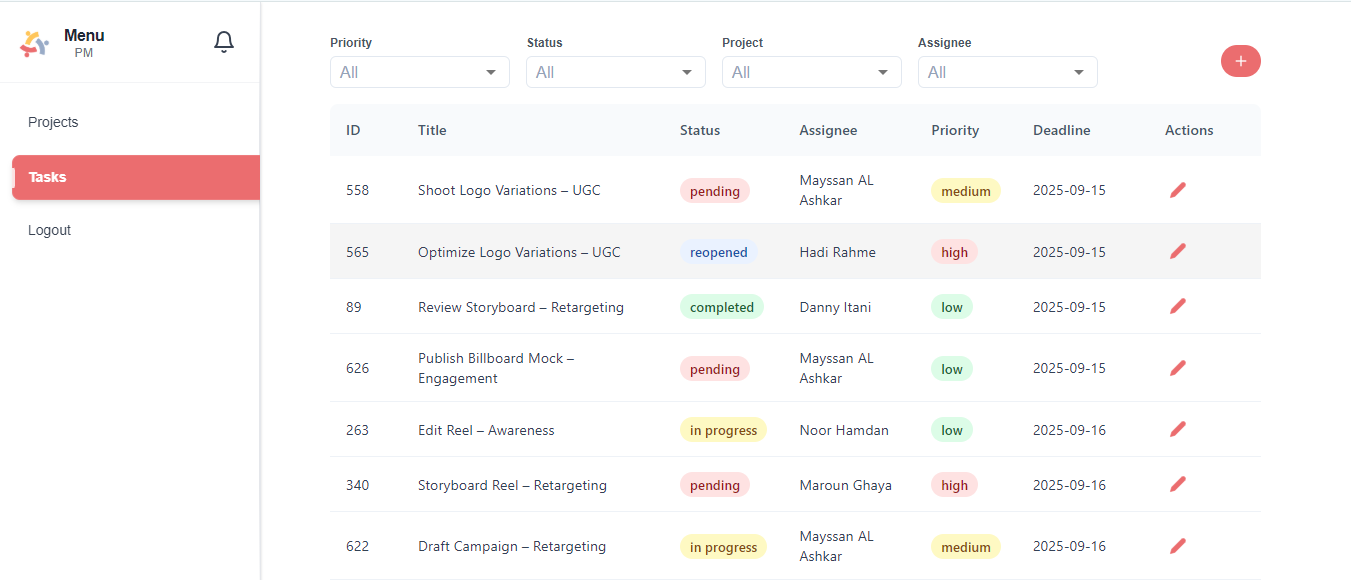 Menu
PM
Projects
Tasks
Logout
Priority Status Project Assignee
All All All All
+
ID Title Status Assignee Priority Deadline Actions
558 Shoot Logo Variations – UGC pending Mayssan AL Ashkar medium 2025-09-15
565 Optimize Logo Variations – UGC reopened Hadi Rahme high 2025-09-15
89 Review Storyboard – Retargeting completed Danny Itani low 2025-09-15
626 Publish Billboard Mock – Engagement pending Mayssan AL Ashkar low 2025-09-15
263 Edit Reel – Awareness in progress Noor Hamdan low 2025-09-16
340 Storyboard Reel – Retargeting pending Maroun Ghaya high 2025-09-16
622 Draft Campaign – Retargeting in progress Mayssan AL Ashkar medium 2025-09-16